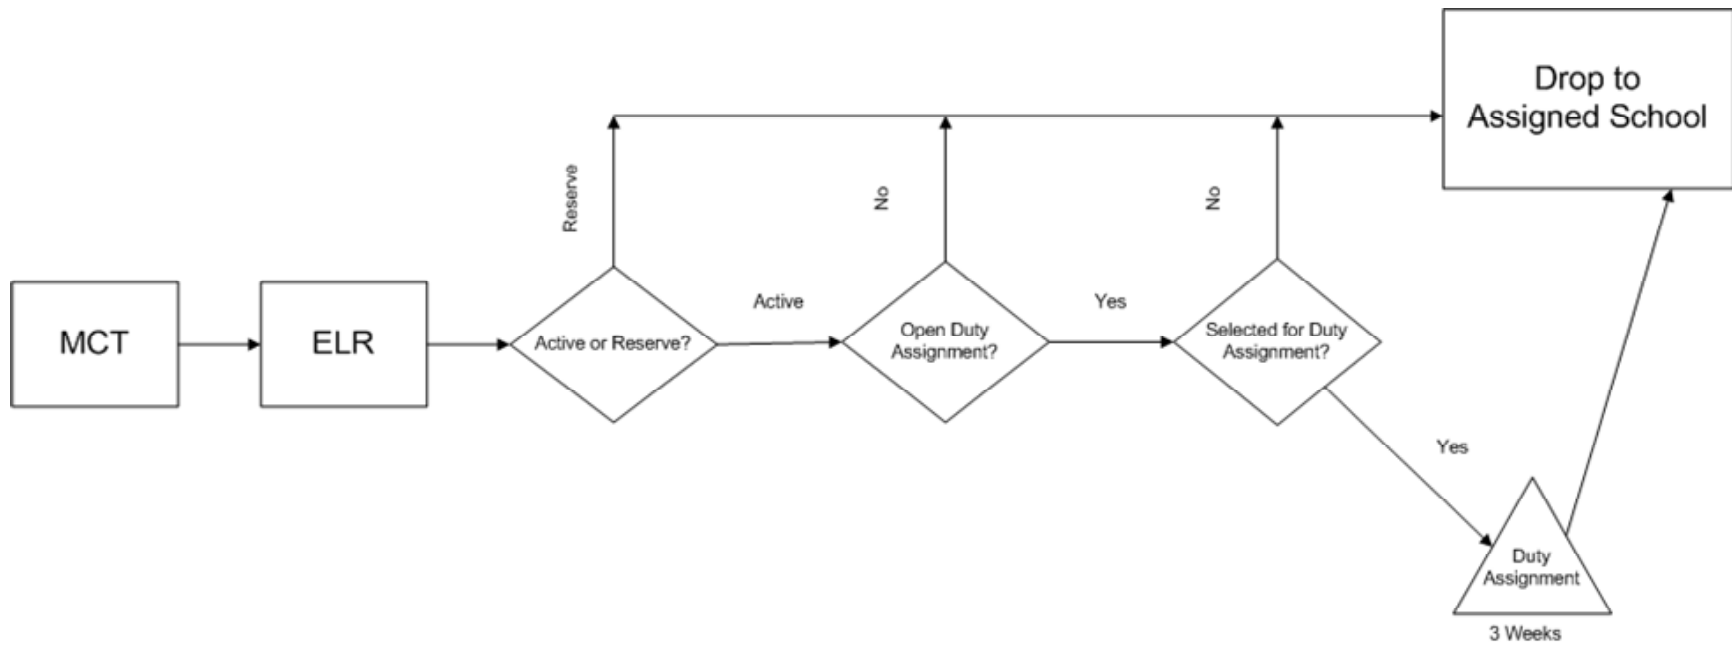 Drop to
Assigned School
Reserve
No
No
MCT
ELR
Active or Reserve?
Active
Open Duty
Assignment?
Yes
Selected for Duty
Assignment?
Yes
Duty
Assignment
3 Weeks